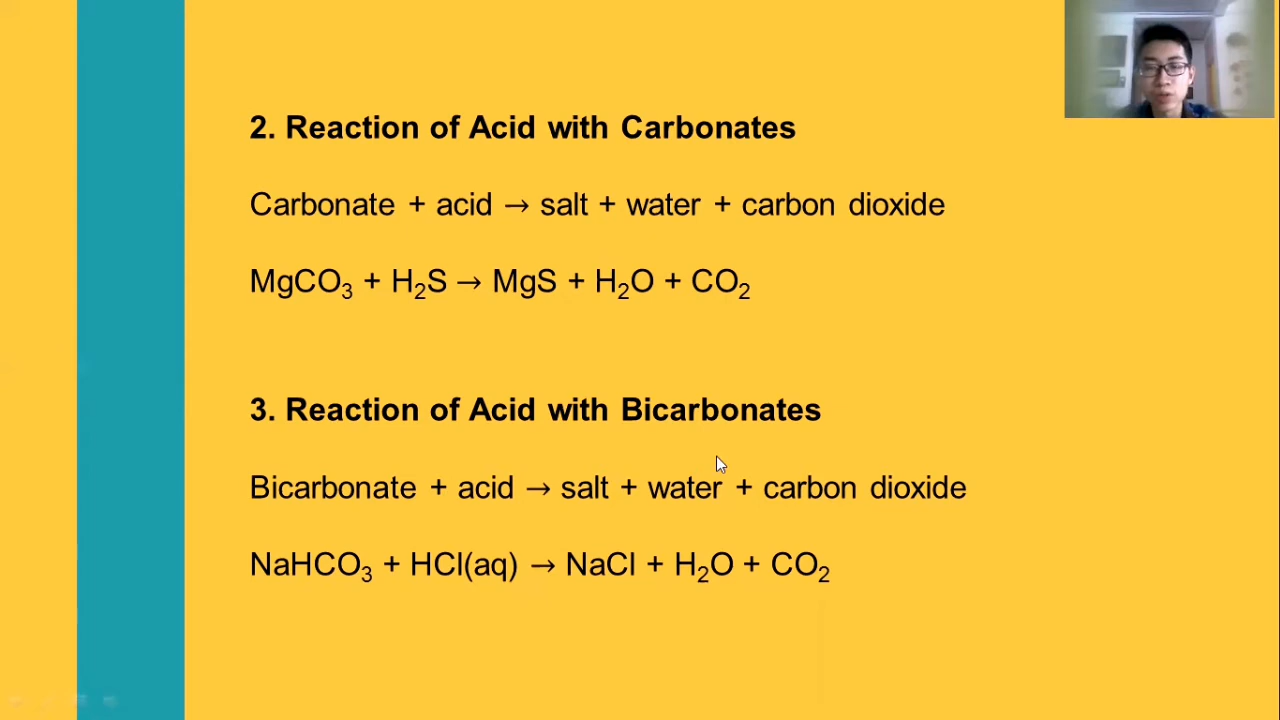 2. Reaction of Acid with Carbonates
Carbonate + acid → salt + water + carbon dioxide
MgCO₃ + H₂S → MgS + H₂O + CO₂
3. Reaction of Acid with Bicarbonates
Bicarbonate + acid → salt + water + carbon dioxide
NaHCO₃ + HCl(aq) → NaCl + H₂O + CO₂